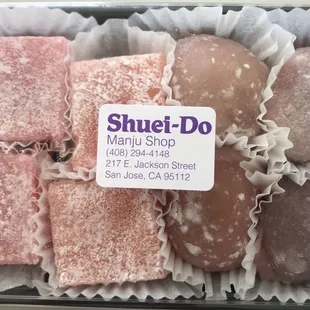 Shuei-Do
Manju Shop
(408) 294-4148
217 E. Jackson Street
San Jose, CA 95112